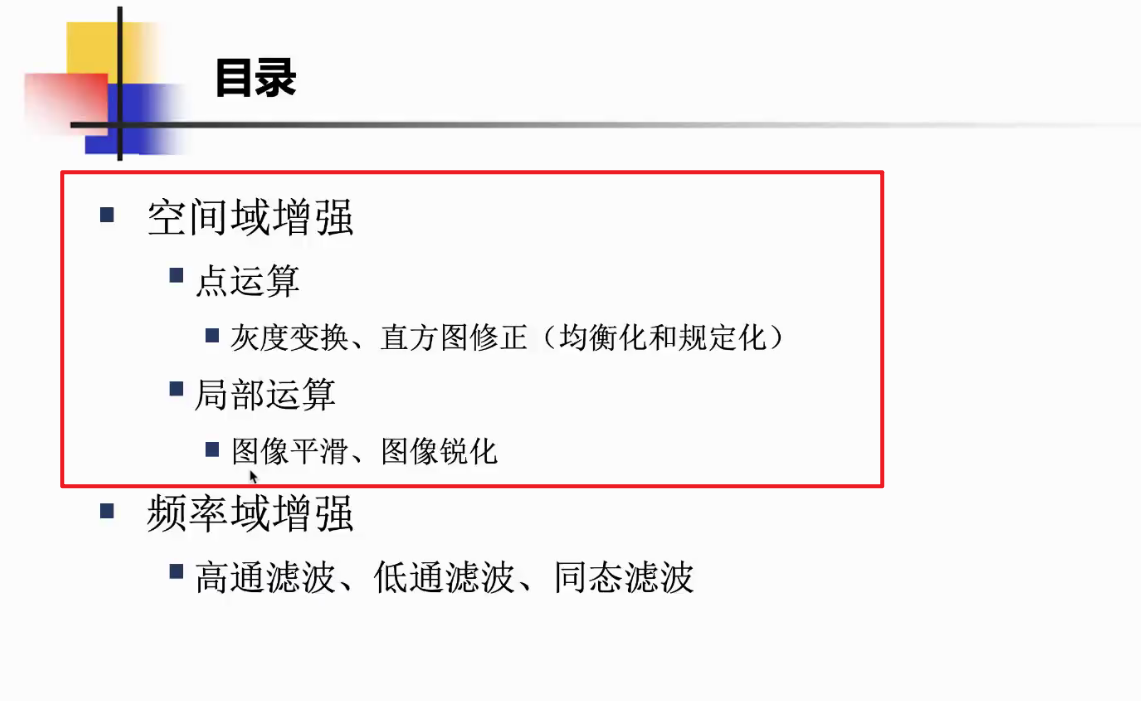 目录
空间域增强
点运算
灰度变换、直方图修正（均衡化和规定化）
局部运算
图像平滑、图像锐化
频率域增强
高通滤波、低通滤波、同态滤波